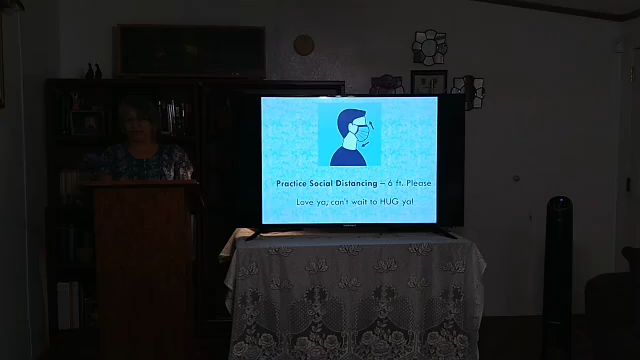 Practice Social Distancing – 6 ft. Please
Love ya, can't wait to HUG ya!